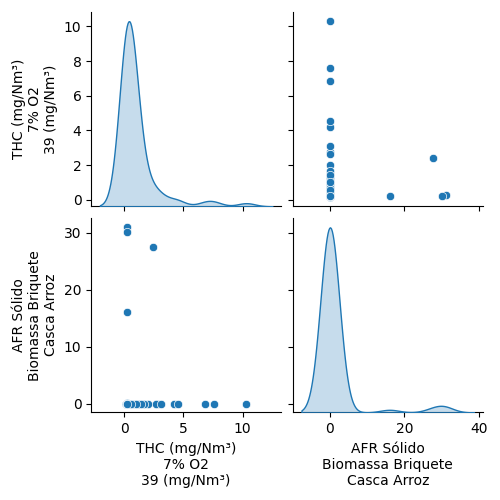 10
8
6
4
2
0
THC (mg/Nm³)
7% O2
39 (mg/Nm³)
30
20
10
0
AFR Sólido
Biomassa Briquete
Casca Arroz
0 5 10
THC (mg/Nm³)
7% O2
39 (mg/Nm³)
0 20 40
AFR Sólido
Biomassa Briquete
Casca Arroz